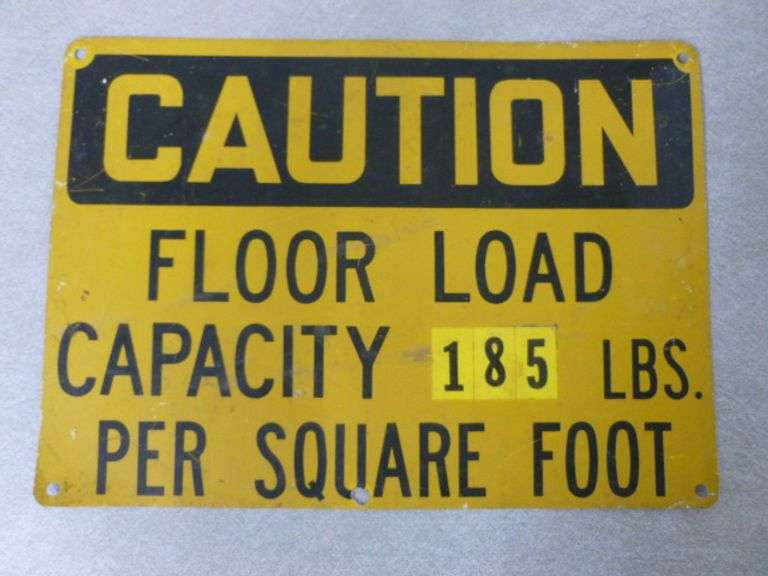 CAUTION
FLOOR LOAD
CAPACITY 185 LBS.
PER SQUARE FOOT